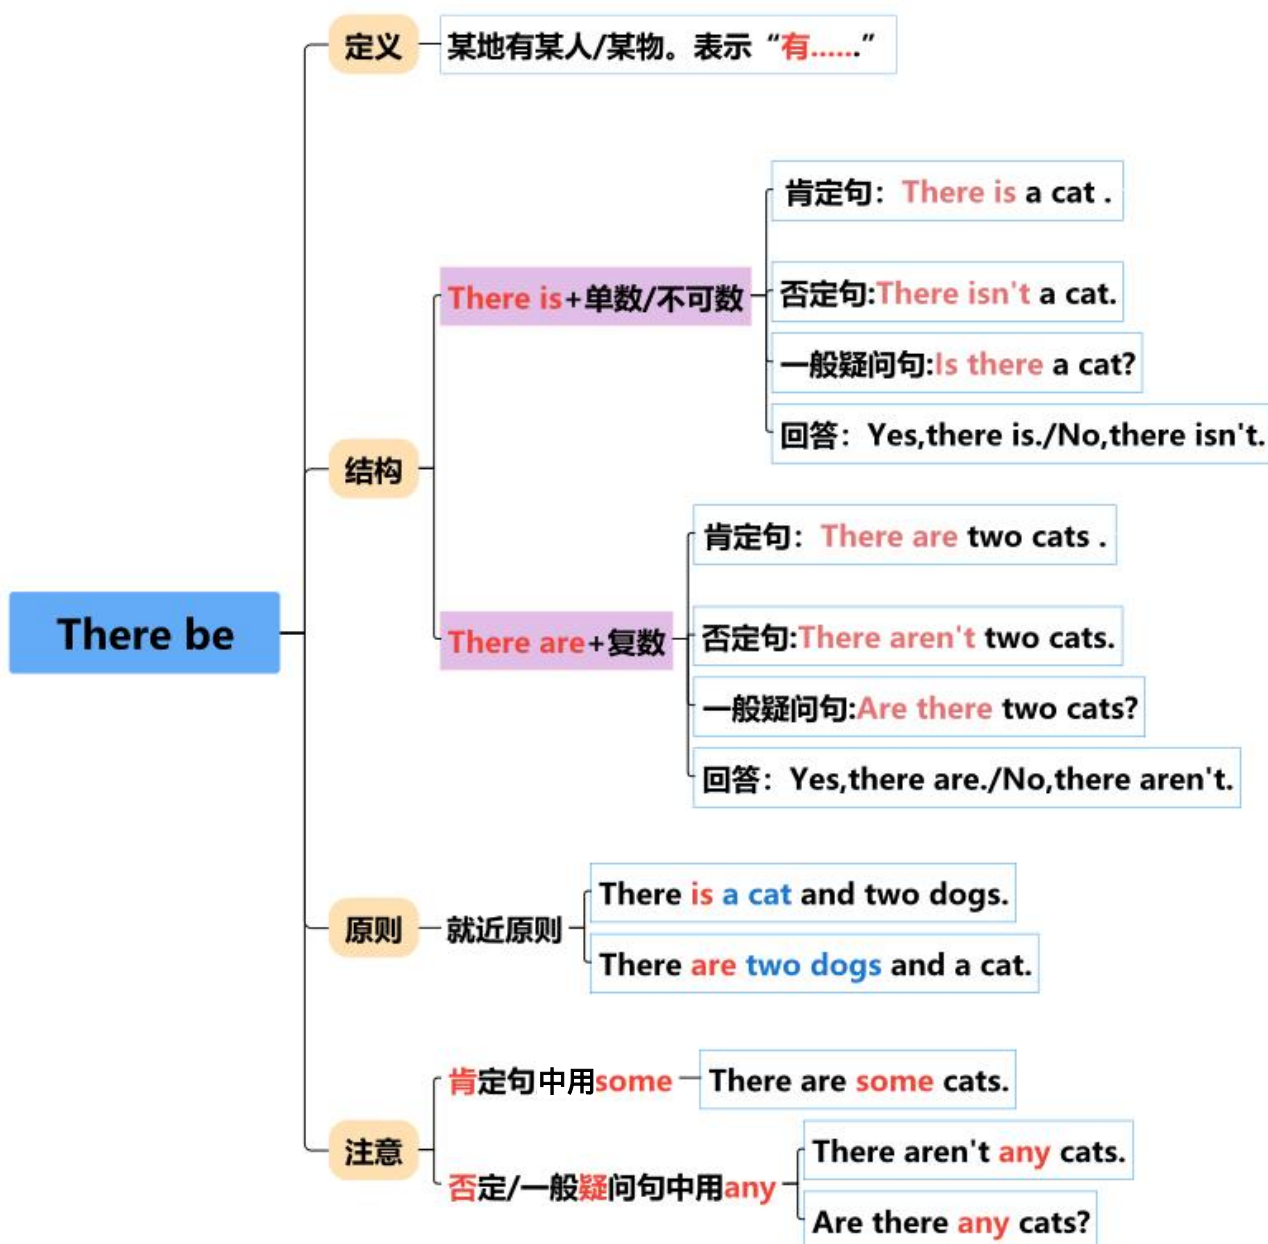 There be
定义
某地有某人/某物。表示“有......”
结构
There is+单数/不可数
肯定句：There is a cat .
否定句:There isn't a cat.
一般疑问句:Is there a cat?
回答：Yes,there is./No,there isn't.
There are+复数
肯定句：There are two cats .
否定句:There aren't two cats.
一般疑问句:Are there two cats?
回答：Yes,there are./No,there aren't.
原则
就近原则
There is a cat and two dogs.
There are two dogs and a cat.
注意
肯定句中用some
There are some cats.
否定/一般疑问句中用any
There aren't any cats.
Are there any cats?